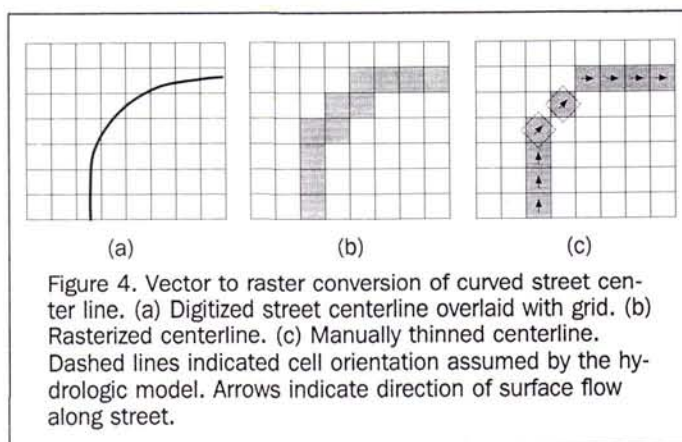 (a)
(b)
(c)
Figure 4. Vector to raster conversion of curved street cen-
ter line. (a) Digitized street centerline overlaid with grid. (b)
Rasterized centerline. (c) Manually thinned centerline.
Dashed lines indicated cell orientation assumed by the hy-
drologic model. Arrows indicate direction of surface flow
along street.